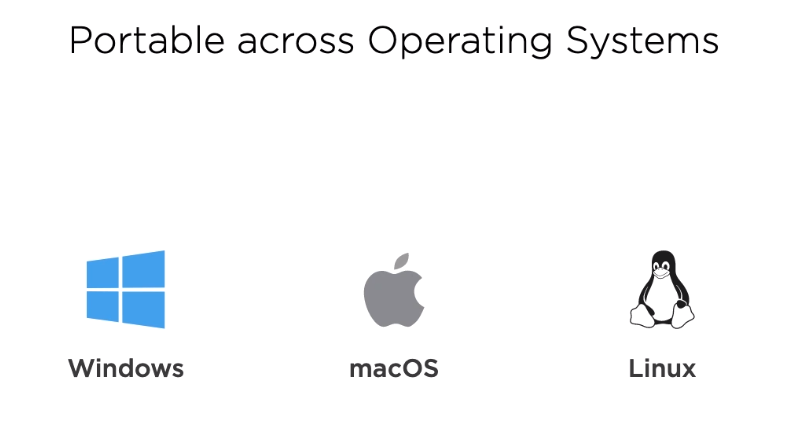 Portable across Operating Systems
Windows
macOS
Linux